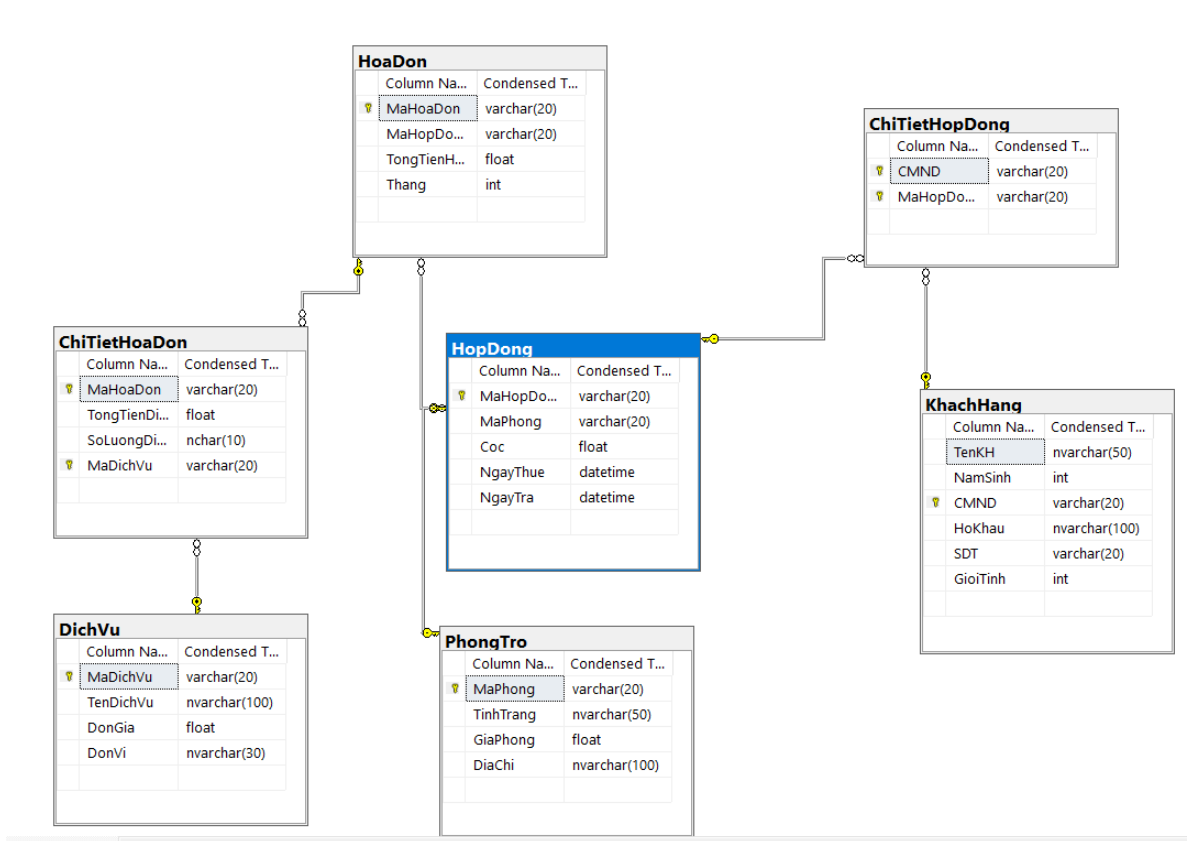 HoaDon
Column Na... Condensed T...
MaHoaDon varchar(20)
MaHopDo... varchar(20)
TongTienH... float
Thang int
ChiTietHopDong
Column Na... Condensed T...
CMND varchar(20)
MaHopDo... varchar(20)
ChiTietHoaDon
Column Na... Condensed T...
MaHoaDon varchar(20)
TongTienDi... float
SoLuongDi... nchar(10)
MaDichVu varchar(20)
HopDong
Column Na... Condensed T...
MaHopDo... varchar(20)
MaPhong varchar(20)
Coc float
NgayThue datetime
NgayTra datetime
KhachHang
Column Na... Condensed T...
TenKH nvarchar(50)
NamSinh int
CMND varchar(20)
HoKhau nvarchar(100)
SDT varchar(20)
GioiTinh int
DichVu
Column Na... Condensed T...
MaDichVu varchar(20)
TenDichVu nvarchar(100)
DonGia float
DonVi nvarchar(30)
PhongTro
Column Na... Condensed T...
MaPhong varchar(20)
TinhTrang nvarchar(50)
GiaPhong float
DiaChi nvarchar(100)